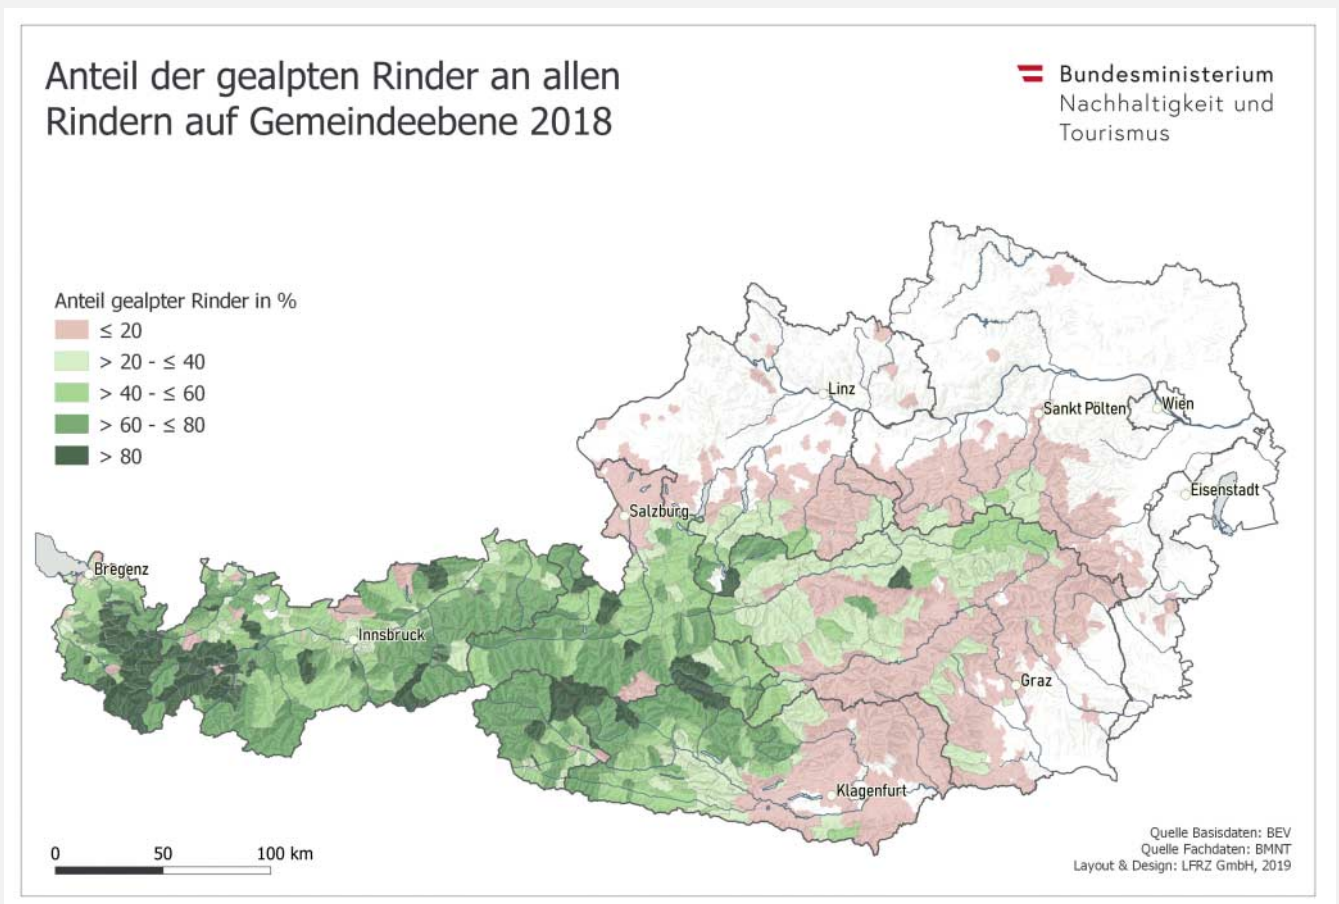 Anteil der gealpten Rinder an allen
Rindern auf Gemeindeebene 2018
Bundesministerium
Nachhaltigkeit und
Tourismus
Anteil gealpter Rinder in %
≤ 20
> 20 - ≤ 40
> 40 - ≤ 60
> 60 - ≤ 80
> 80
Linz
Sankt Pölten
Wien
Eisenstadt
Salzburg
Bregenz
Innsbruck
Graz
Klagenfurt
0 50 100 km
Quelle Basisdaten: BEV
Quelle Fachdaten: BMNT
Layout & Design: LFRZ GmbH, 2019